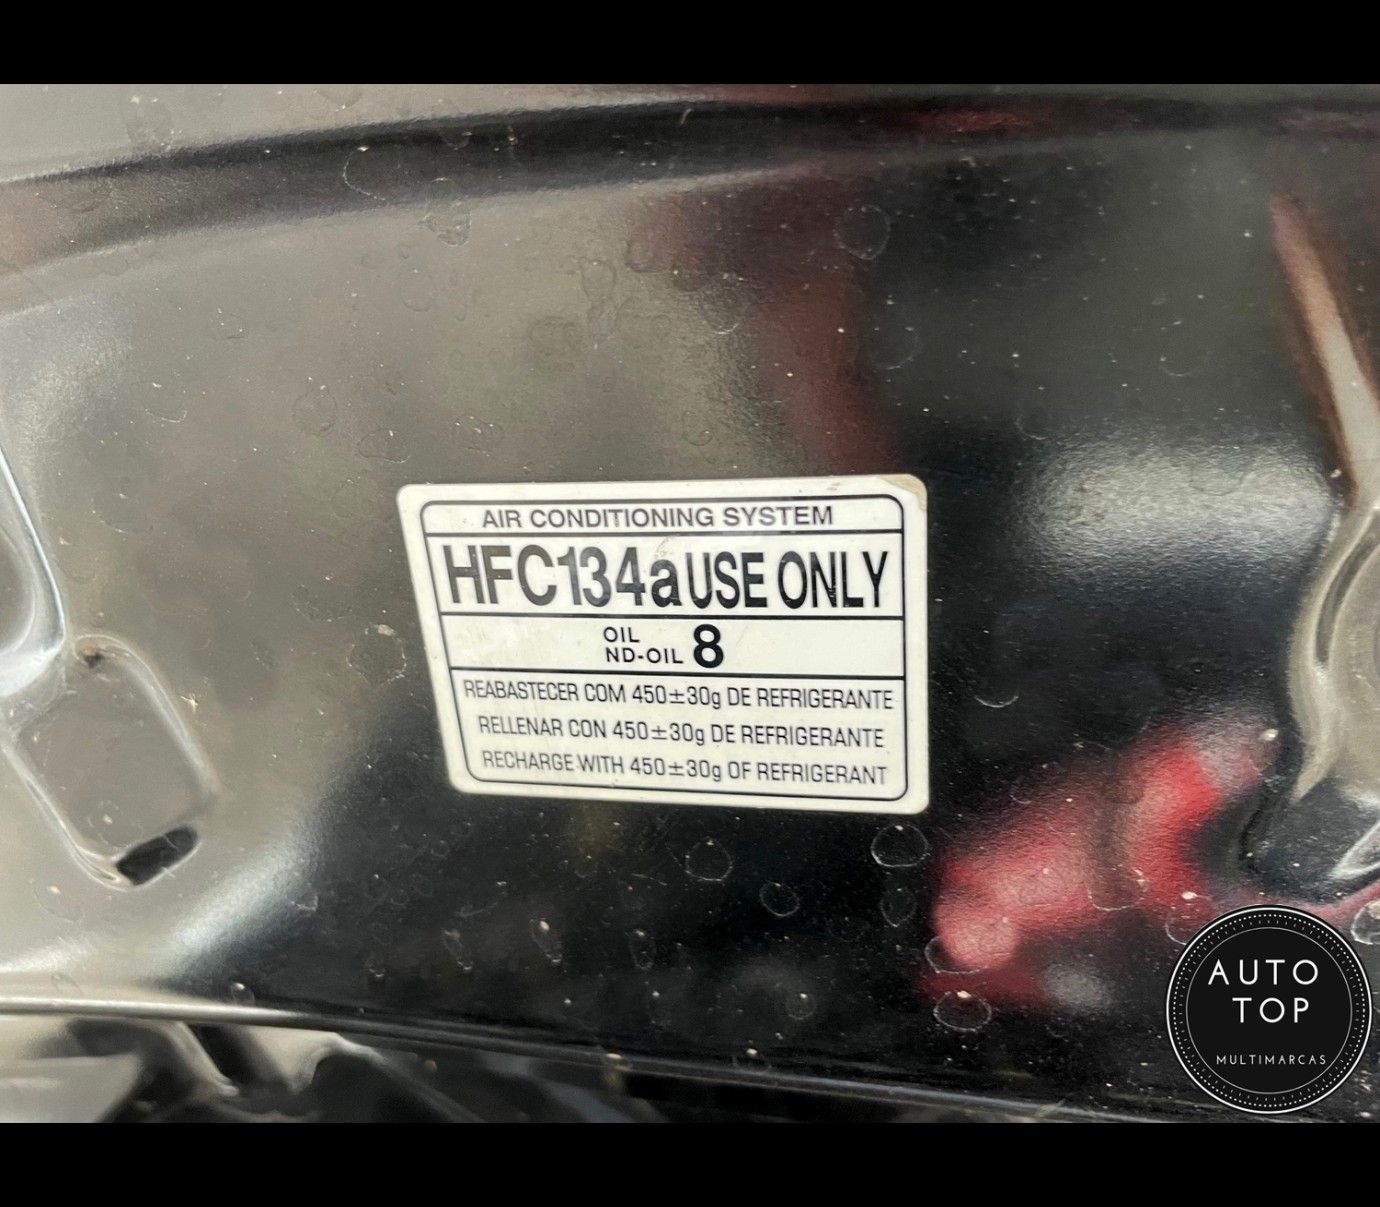 AIR CONDITIONING SYSTEM
HFC134a USE ONLY
OIL
ND-OIL 8
REABASTECER COM 450±30g DE REFRIGERANTE
RELLENAR CON 450±30g DE REFRIGERANTE
RECHARGE WITH 450±30g OF REFRIGERANT
AUTO
TOP
MULTIMARCAS